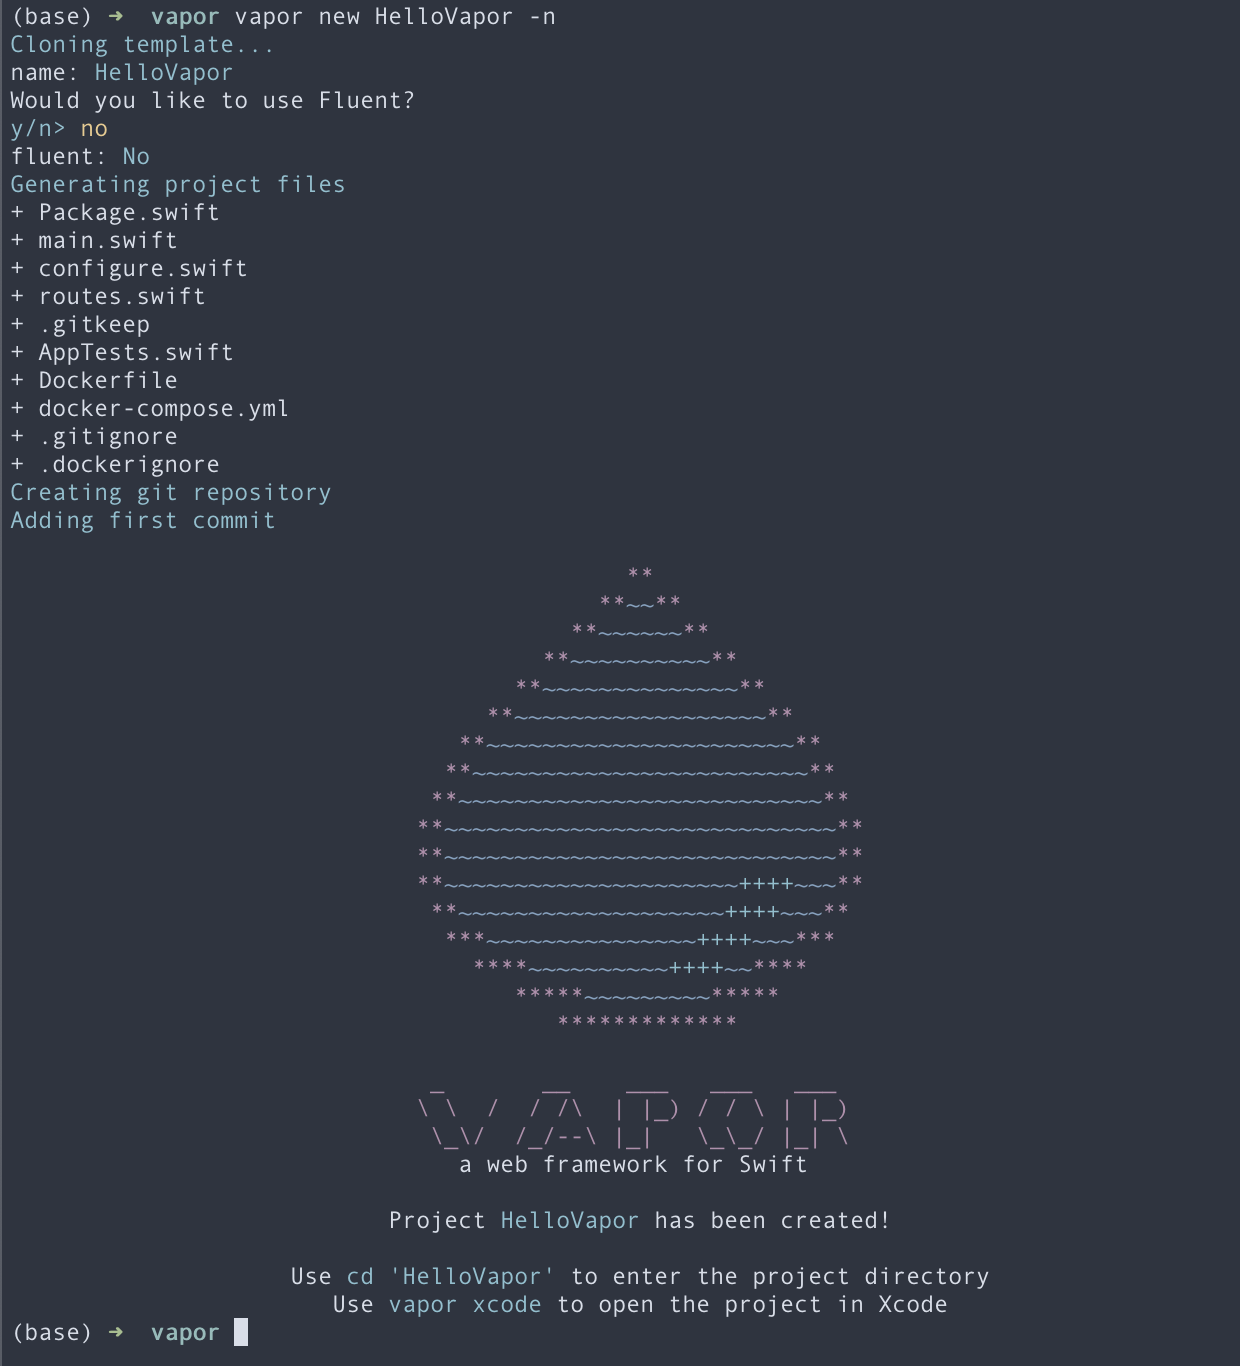 (base) ➜  vapor vapor new HelloVapor -n
Cloning template...
name: HelloVapor
Would you like to use Fluent?
y/n> no
fluent: No
Generating project files
+ Package.swift
+ main.swift
+ configure.swift
+ routes.swift
+ .gitkeep
+ AppTests.swift
+ Dockerfile
+ docker-compose.yml
+ .gitignore
+ .dockerignore
Creating git repository
Adding first commit
VAPOR
a web framework for Swift
Project HelloVapor has been created!
Use cd 'HelloVapor' to enter the project directory
Use vapor xcode to open the project in Xcode
(base) ➜  vapor